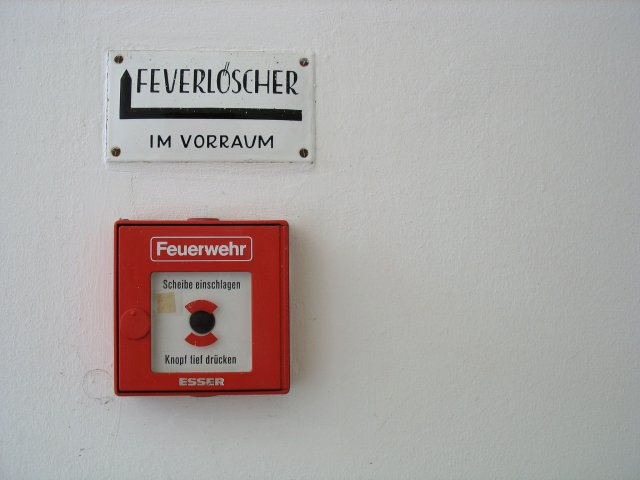 FEVERLÖSCHER
IM VORRAUM
Feuerwehr
Scheibe einschlagen
Knopf tief drücken
ESSER